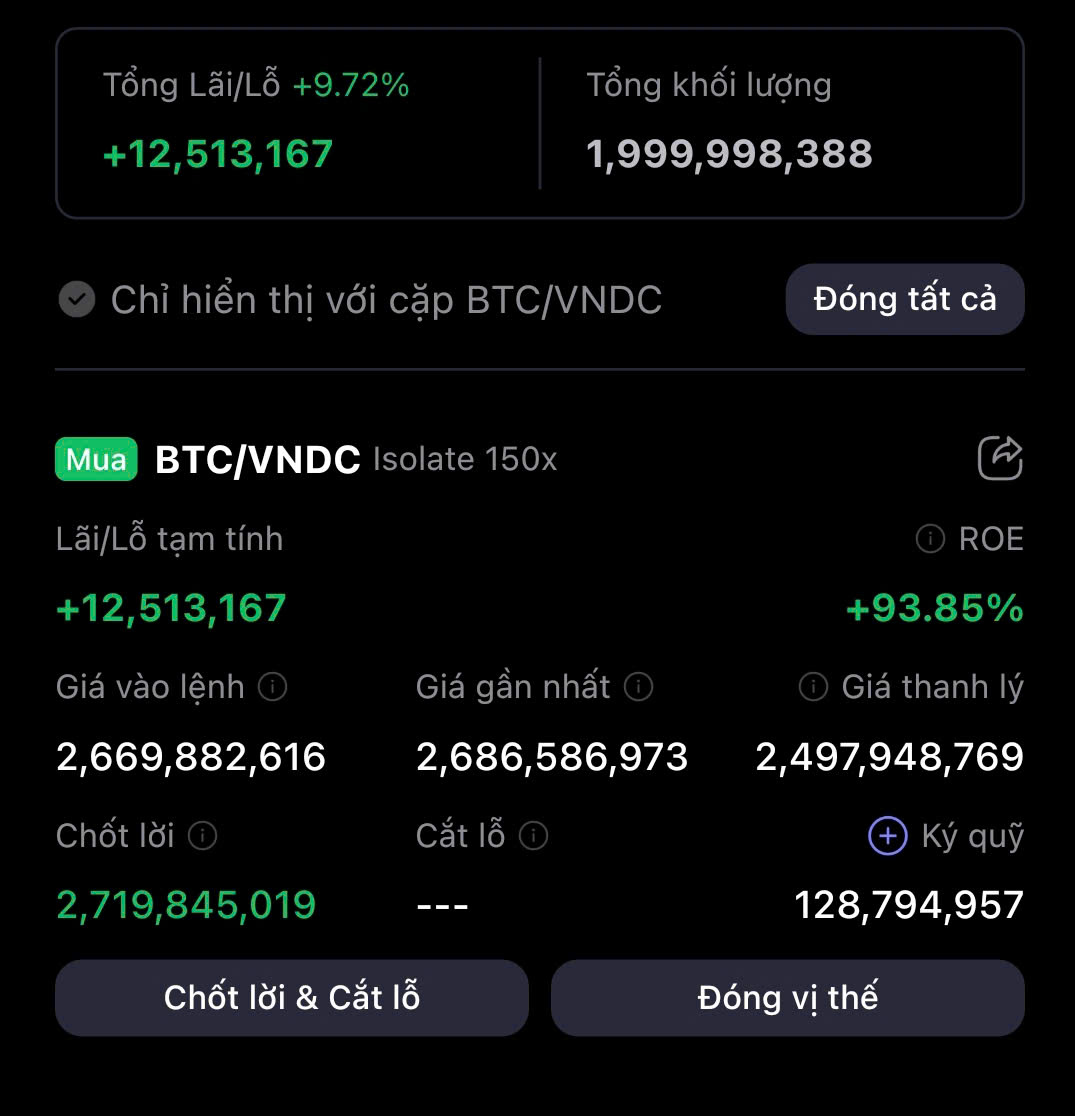 Tổng Lãi/Lỗ +9.72% Tổng khối lượng
+12,513,167 1,999,998,388
Chỉ hiển thị với cặp BTC/VNDC Đóng tất cả
Mua BTC/VNDC Isolate 150x
Lãi/Lỗ tạm tính ROE
+12,513,167 +93.85%
Giá vào lệnh Giá gần nhất Giá thanh lý
2,669,882,616 2,686,586,973 2,497,948,769
Chốt lời Cắt lỗ Ký quỹ
2,719,845,019 --- 128,794,957
Chốt lời & Cắt lỗ Đóng vị thế